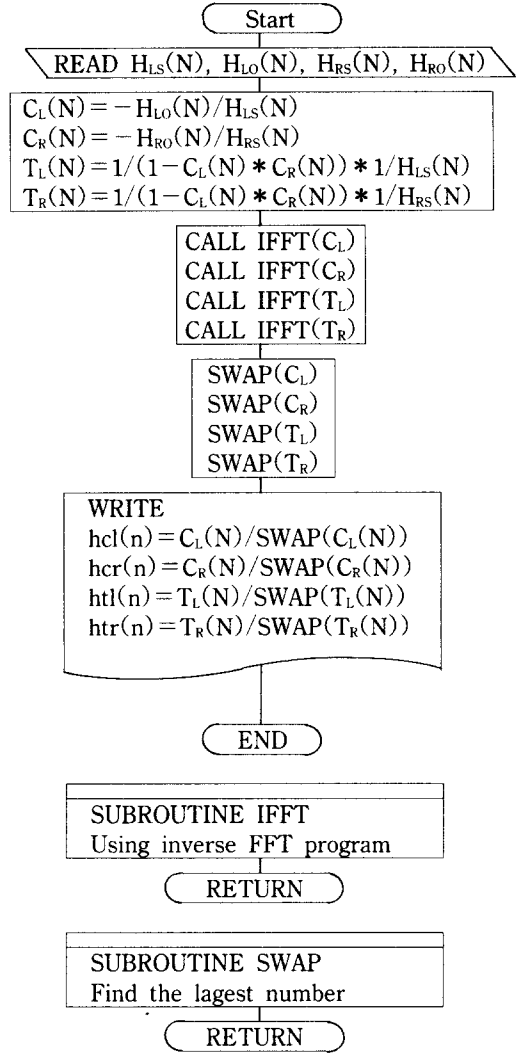 Start
READ H_LS(N), H_LO(N), H_RS(N), H_RO(N)
C_L(N)=−H_LO(N)/H_LS(N)
C_R(N)=−H_RO(N)/H_RS(N)
T_L(N)=1/(1−C_L(N)*C_R(N))*1/H_LS(N)
T_R(N)=1/(1−C_L(N)*C_R(N))*1/H_RS(N)
CALL IFFT(C_L)
CALL IFFT(C_R)
CALL IFFT(T_L)
CALL IFFT(T_R)
SWAP(C_L)
SWAP(C_R)
SWAP(T_L)
SWAP(T_R)
WRITE
hcl(n)=C_L(N)/SWAP(C_L(N))
hcr(n)=C_R(N)/SWAP(C_R(N))
htl(n)=T_L(N)/SWAP(T_L(N))
htr(n)=T_R(N)/SWAP(T_R(N))
END
SUBROUTINE IFFT
Using inverse FFT program
RETURN
SUBROUTINE SWAP
Find the lagest number
RETURN